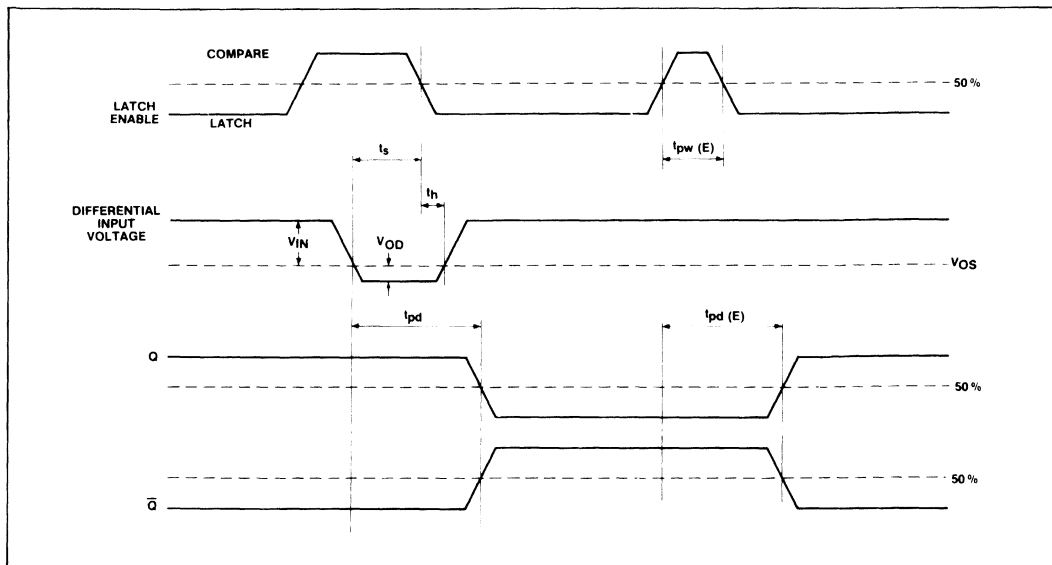 COMPARE
50%
LATCH
ENABLE
LATCH
tpw (E)
ts
th
DIFFERENTIAL
INPUT
VOLTAGE
VIN
VOD
VOS
tpd
tpd (E)
Q
50%
50%
Q̅